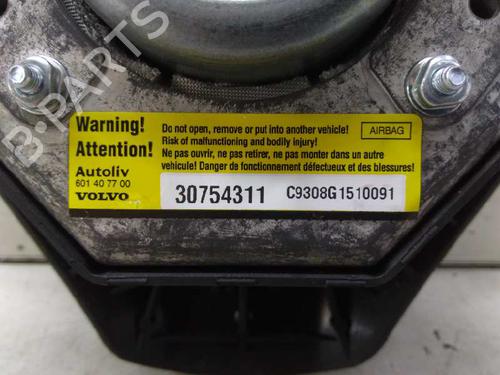 B-PARTS
Warning!
Attention!
Autoliv
601 40 77 00
VOLVO
Do not open, remove or put into another vehicle!
Risk of malfunctioning and bodily injury!
Ne pas ouvrir, ne pas retirer, ne pas monter dans un autre
vehicule! Danger de fonctionnement défectueux et des blessures!
AIRBAG
30754311
C9308G1510091